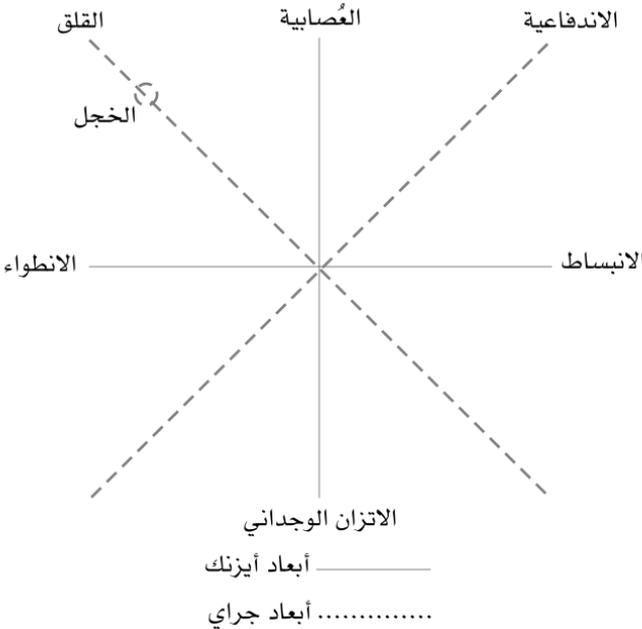 الاندفاعية
العُصابية
القلق
الخجل
الانبساط
الانطواء
الاتزان الوجداني
أبعاد أيزنك
أبعاد جراي